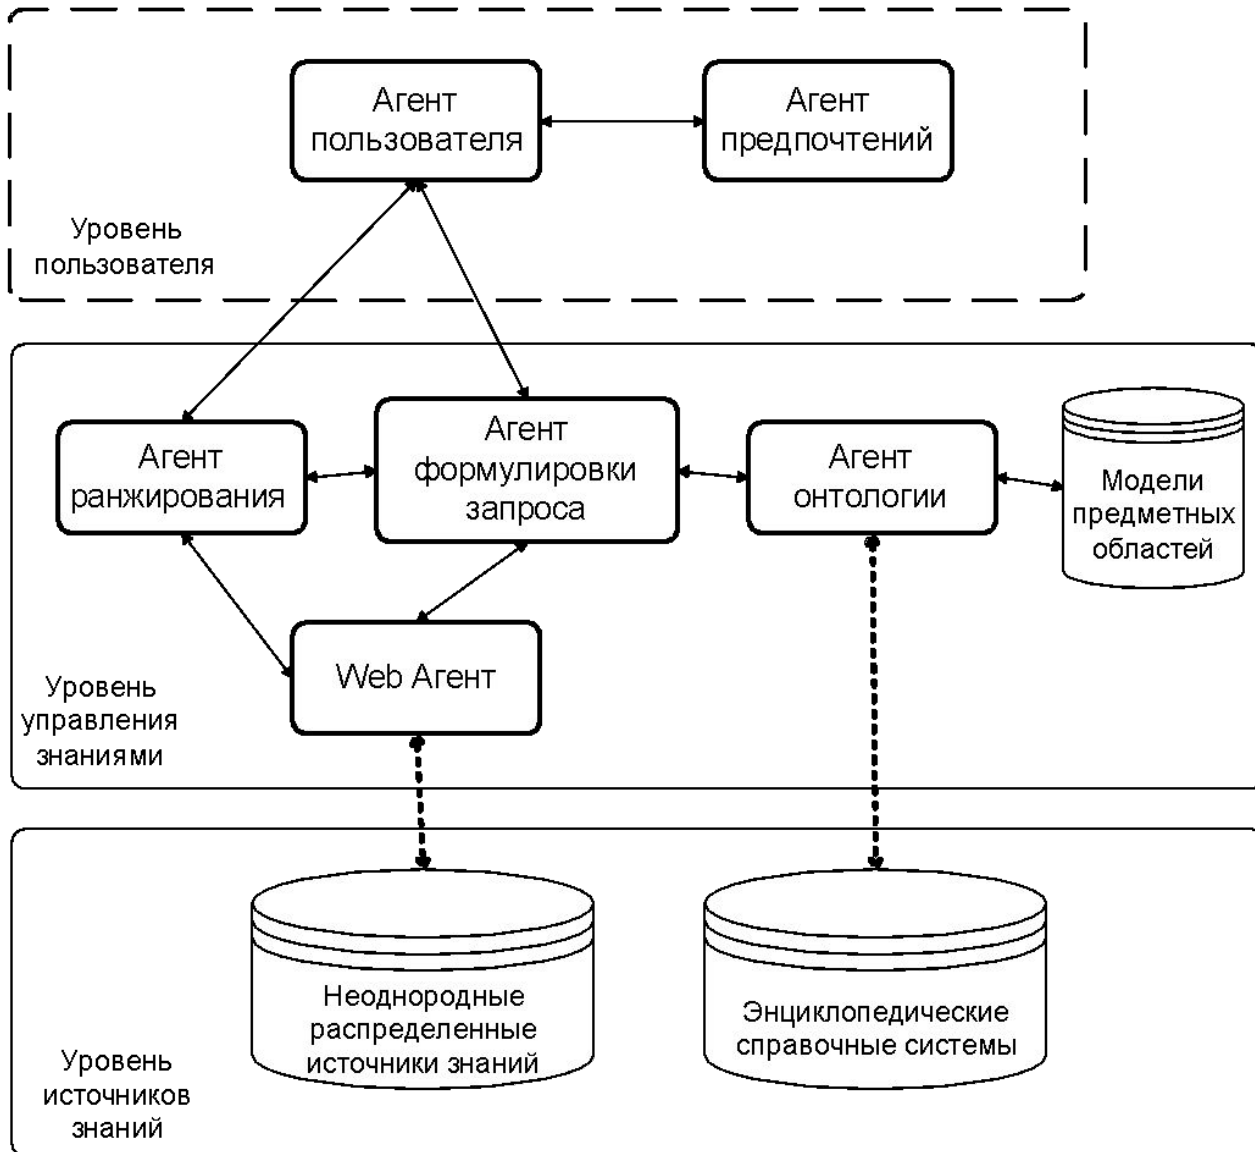 Агент
пользователя
Агент
предпочтений
Уровень
пользователя
Агент
ранжирования
Агент
формулировки
запроса
Агент
онтологии
Модели
предметных
областей
Web Агент
Уровень
управления
знаниями
Неоднородные
распределенные
источники знаний
Энциклопедические
справочные системы
Уровень
источников
знаний